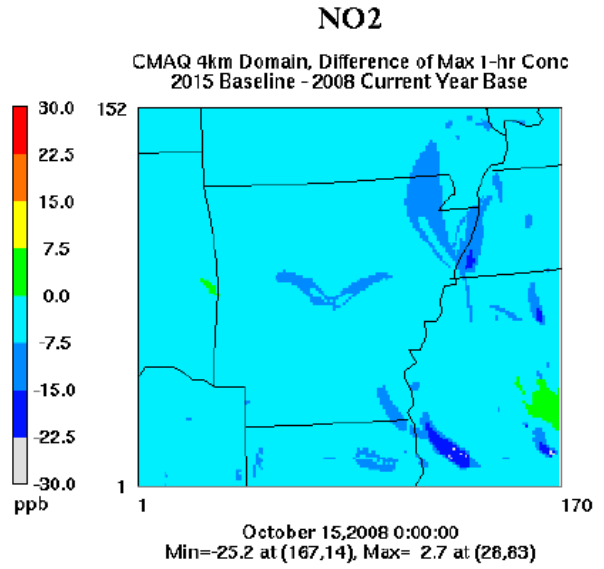 NO2
CMAQ 4km Domain, Difference of Max 1-hr Conc
2015 Baseline - 2008 Current Year Base
30.0
22.5
15.0
7.5
0.0
-7.5
-15.0
-22.5
-30.0
ppb
152
1
1
170
October 15,2008 0:00:00
Min=-25.2 at (167,14), Max= 2.7 at (28,83)